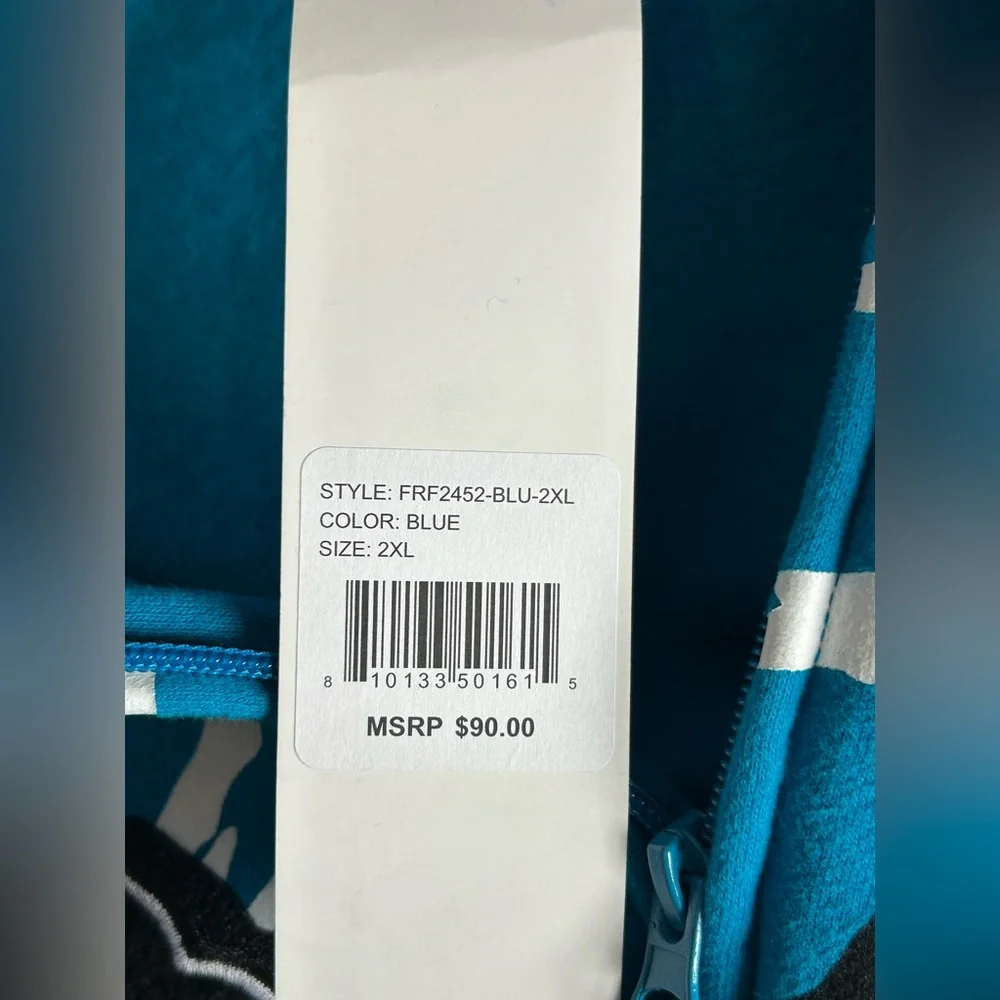 STYLE: FRF2452-BLU-2XL
COLOR: BLUE
SIZE: 2XL
8 10133 50161 5
MSRP $90.00